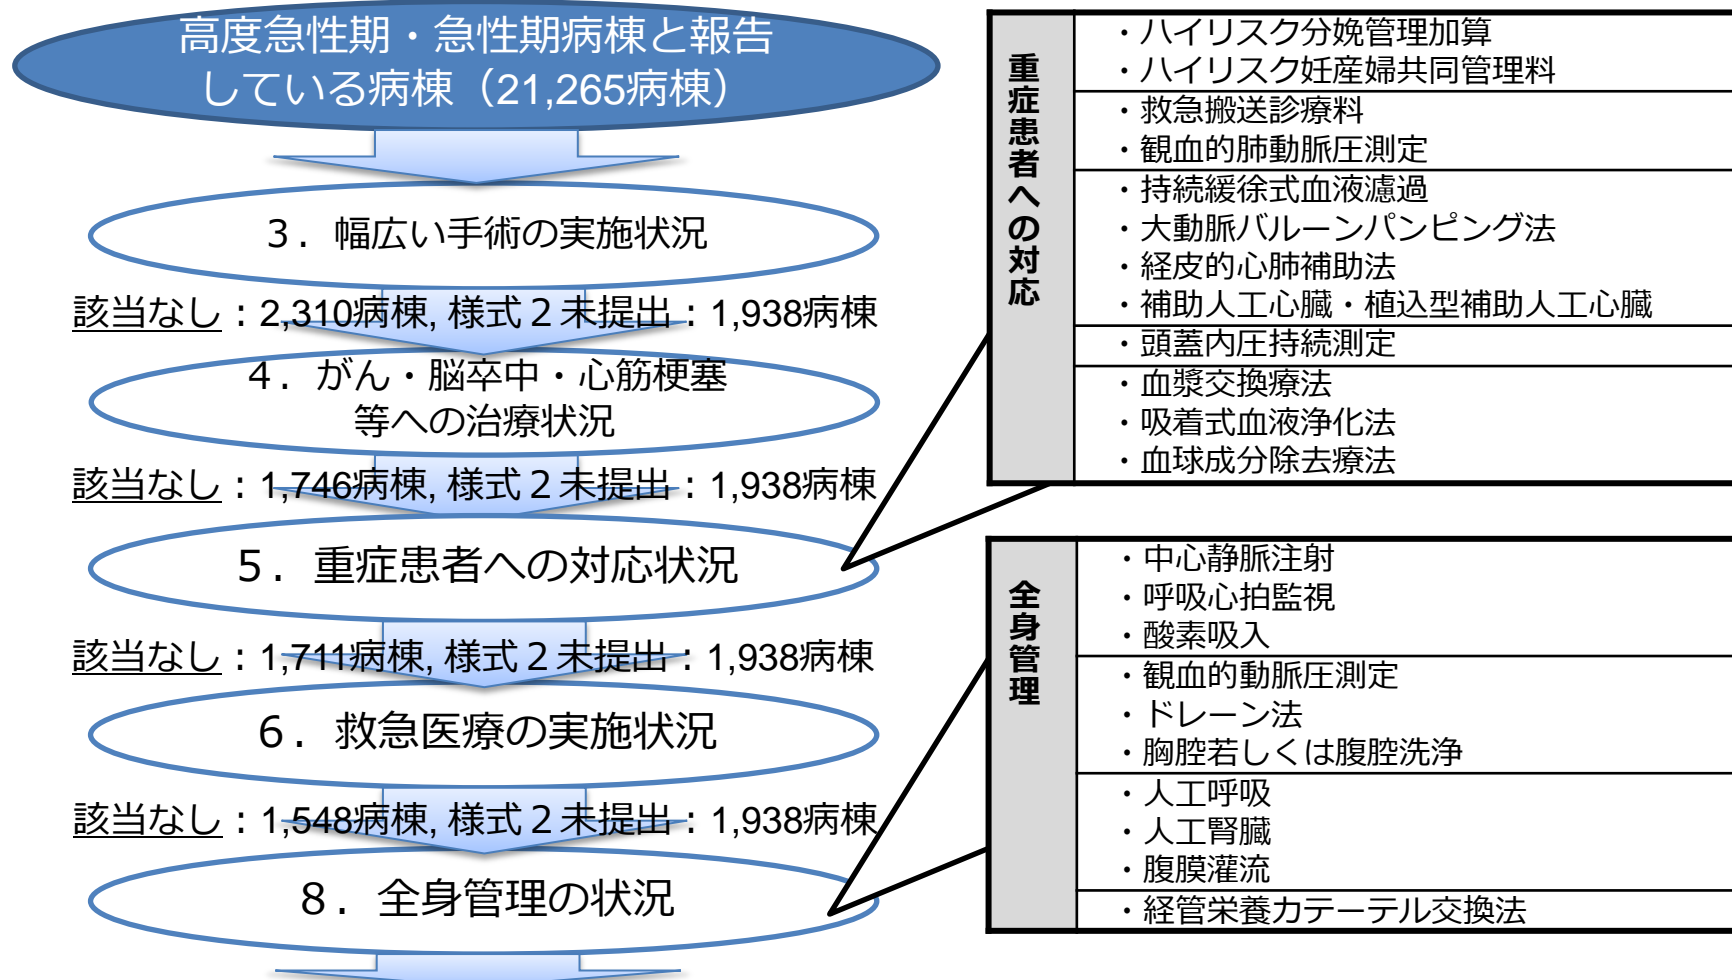 高度急性期・急性期病棟と報告
している病棟（21,265病棟）
３．幅広い手術の実施状況
該当なし：2,310病棟, 様式２未提出：1,938病棟
４．がん・脳卒中・心筋梗塞
等への治療状況
該当なし：1,746病棟, 様式２未提出：1,938病棟
５．重症患者への対応状況
該当なし：1,711病棟, 様式２未提出：1,938病棟
６．救急医療の実施状況
該当なし：1,548病棟, 様式２未提出：1,938病棟
８．全身管理の状況
重症患者への対応
・ハイリスク分娩管理加算
・ハイリスク妊産婦共同管理料
・救急搬送診療料
・観血的肺動脈圧測定
・持続緩徐式血液濾過
・大動脈バルーンパンピング法
・経皮的心肺補助法
・補助人工心臓・植込型補助人工心臓
・頭蓋内圧持続測定
・血漿交換療法
・吸着式血液浄化法
・血球成分除去療法
全身管理
・中心静脈注射
・呼吸心拍監視
・酸素吸入
・観血的動脈圧測定
・ドレーン法
・胸腔若しくは腹腔洗浄
・人工呼吸
・人工腎臓
・腹膜灌流
・経管栄養カテーテル交換法